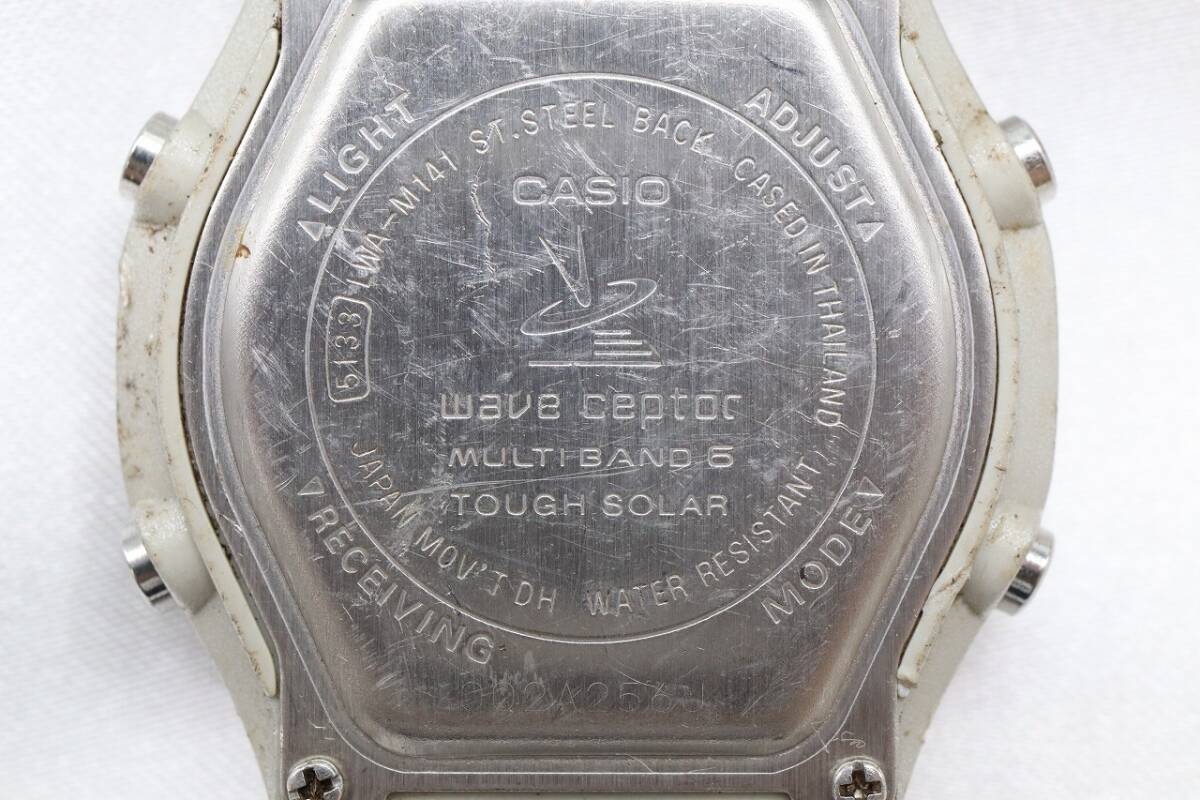 LIGHT
ADJUST
5133 LWA-M141 ST.STEEL BACK CASED IN THAILAND
CASIO
wave ceptor
MULTI BAND 6
TOUGH SOLAR
JAPAN MOV'T DH WATER RESISTANT
RECEIVING
MODE